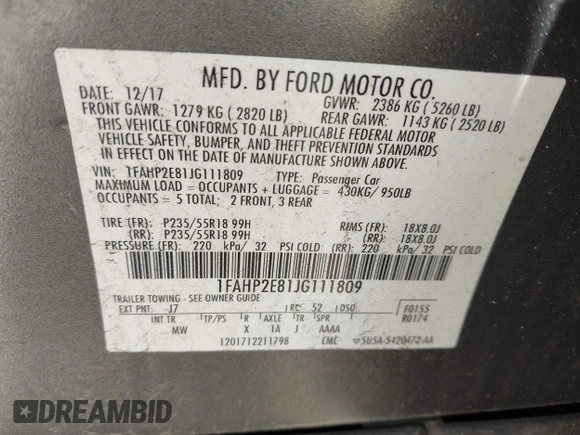 MFD. BY FORD MOTOR CO.
DATE: 12/17 GVWR: 2386 KG ( 5260 LB)
FRONT GAWR: 1279 KG ( 2820 LB) REAR GAWR: 1143 KG ( 2520 LB)
THIS VEHICLE CONFORMS TO ALL APPLICABLE FEDERAL MOTOR
VEHICLE SAFETY, BUMPER, AND THEFT PREVENTION STANDARDS
IN EFFECT ON THE DATE OF MANUFACTURE SHOWN ABOVE.
VIN: 1FAHP2E81JG111809 TYPE: Passenger Car
MAXIMUM LOAD = OCCUPANTS + LUGGAGE = 430KG/ 950LB
OCCUPANTS = 5 TOTAL; 2 FRONT, 3 REAR
TIRE (FR): P235/55R18 99H RIMS (FR): 18X8.0J
(RR): P235/55R18 99H (RR): 18X8.0J
PRESSURE (FR): 220 kPa/ 32 PSI COLD (RR): 220 kPa/ 32 PSI COLD
1FAHP2E81JG111809
TRAILER TOWING - SEE OWNER GUIDE
EXT PNT: J7 RC: 52 DSO: F0155
INT TR TP/PS R AXLE TR SPR R0174
MW X 1A J AAAA
1201712211798 CMC ▽5U5A-5420472-AA
DREAMBID